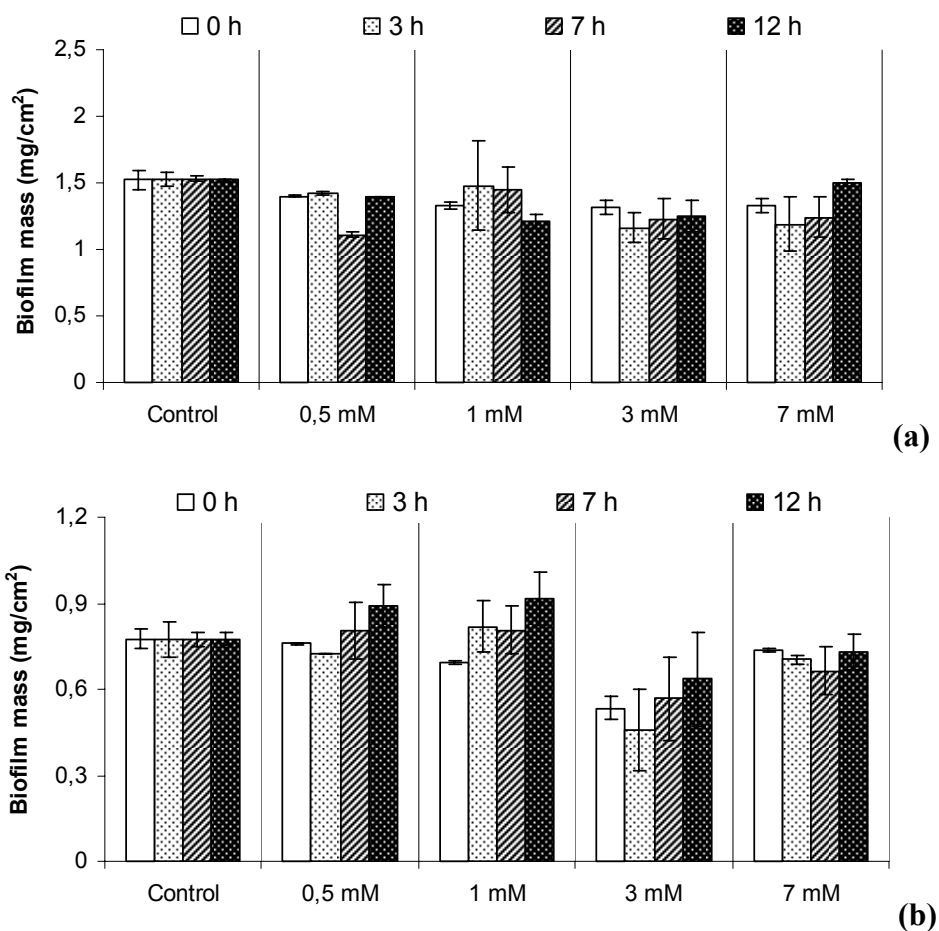 0 h 3 h 7 h 12 h
2,5
2
1,5
1
0,5
0
Biofilm mass (mg/cm²)
Control 0,5 mM 1 mM 3 mM 7 mM
(a)
0 h 3 h 7 h 12 h
1,2
0,9
0,6
0,3
0
Biofilm mass (mg/cm²)
Control 0,5 mM 1 mM 3 mM 7 mM
(b)